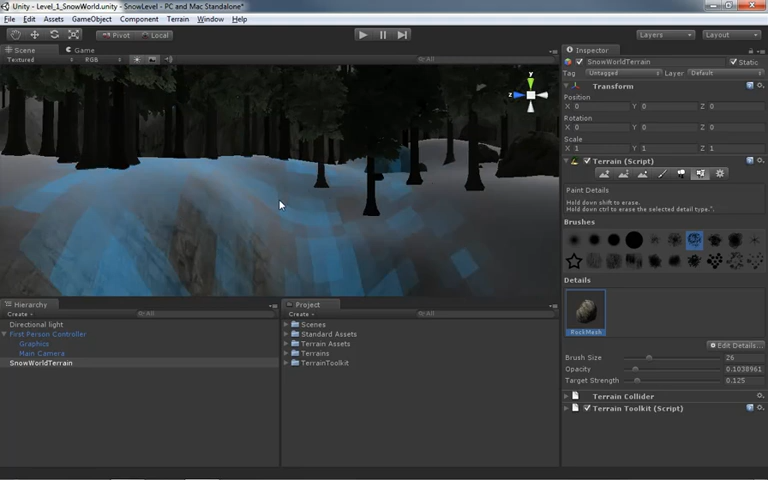 Unity - Level_1_SnowWorld.unity - SnowLevel - PC and Mac Standalone*
File Edit Assets GameObject Component Terrain Window Help
Pivot Local Layers Layout
Scene Game
Textured RGB All
y
z
Inspector
SnowWorldTerrain Static
Tag Untagged Layer Default
Transform
Position
X 0 Y 0 Z 0
Rotation
X 0 Y 0 Z 0
Scale
X 1 Y 1 Z 1
Terrain (Script)
Paint Details
Hold down shift to erase.
Hold down ctrl to erase the selected detail type.
Brushes
Details
RockMesh
Edit Details...
Brush Size 26
Opacity 0.1038961
Target Strength 0.125
Terrain Collider
Terrain Toolkit (Script)
Hierarchy
Create All
Directional light
First Person Controller
Graphics
Main Camera
SnowWorldTerrain
Project
Create All
Scenes
Standard Assets
Terrain Assets
Terrains
TerrainToolkit